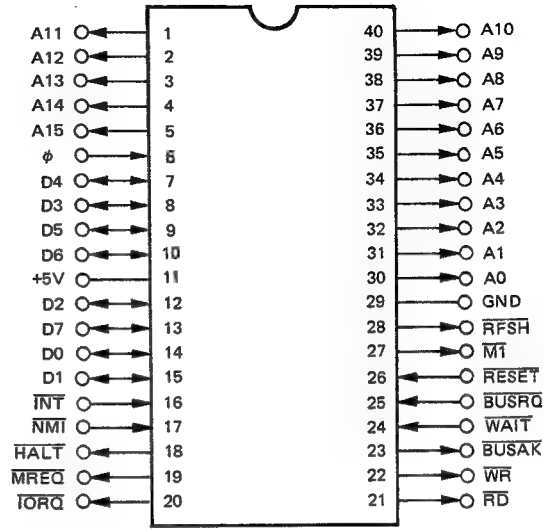 A11 1 40 A10
A12 2 39 A9
A13 3 38 A8
A14 4 37 A7
A15 5 36 A6
ϕ 6 35 A5
D4 7 34 A4
D3 8 33 A3
D5 9 32 A2
D6 10 31 A1
+5V 11 30 A0
D2 12 29 GND
D7 13 28 RFSH
D0 14 27 M1
D1 15 26 RESET
INT 16 25 BUSRQ
NMI 17 24 WAIT
HALT 18 23 BUSAK
MREQ 19 22 WR
IORQ 20 21 RD